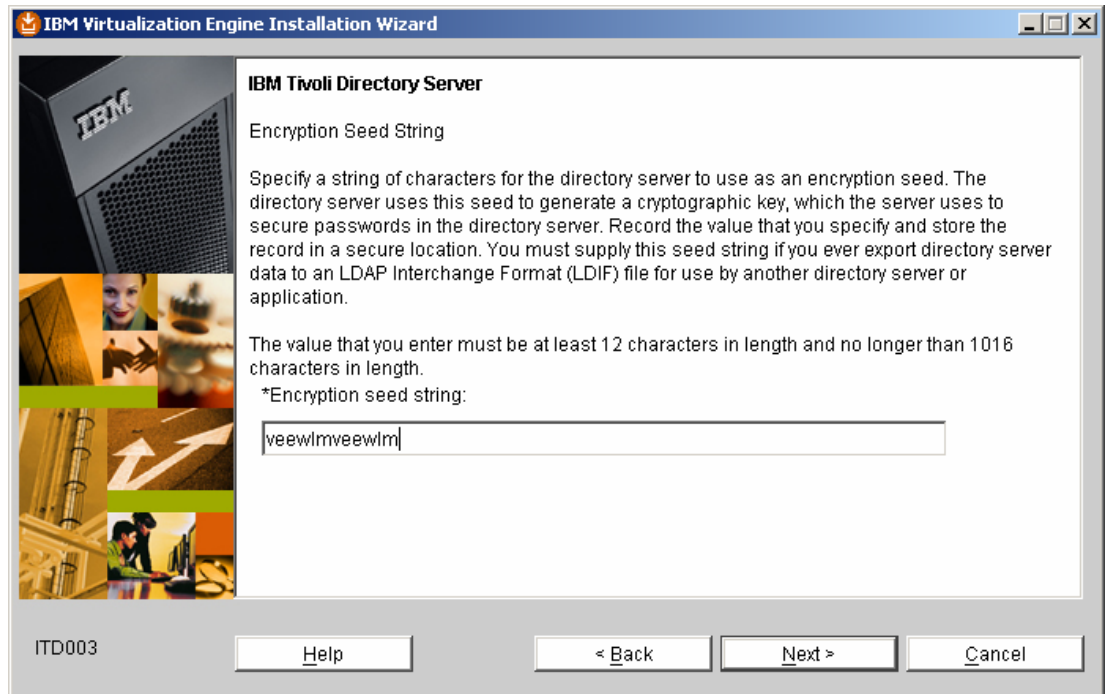 IBM Virtualization Engine Installation Wizard
IBM
IBM Tivoli Directory Server
Encryption Seed String
Specify a string of characters for the directory server to use as an encryption seed. The
directory server uses this seed to generate a cryptographic key, which the server uses to
secure passwords in the directory server. Record the value that you specify and store the
record in a secure location. You must supply this seed string if you ever export directory server
data to an LDAP Interchange Format (LDIF) file for use by another directory server or
application.
The value that you enter must be at least 12 characters in length and no longer than 1016
characters in length.
*Encryption seed string:
veewlmveewlm
ITD003
Help
< Back
Next >
Cancel